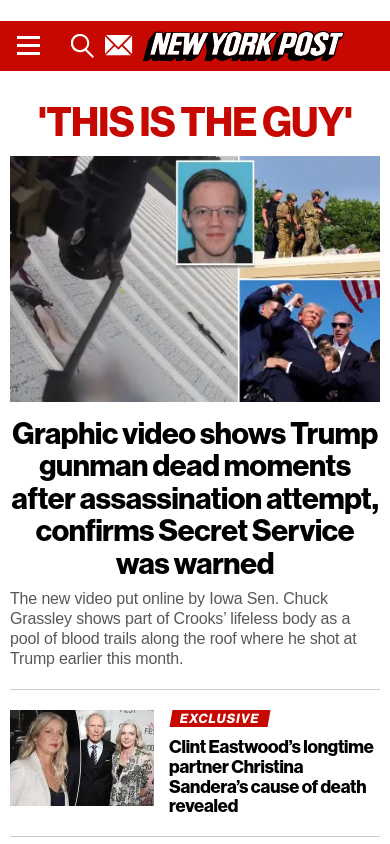 NEW YORK POST
'THIS IS THE GUY'
Graphic video shows Trump
gunman dead moments
after assassination attempt,
confirms Secret Service
was warned
The new video put online by Iowa Sen. Chuck
Grassley shows part of Crooks’ lifeless body as a
pool of blood trails along the roof where he shot at
Trump earlier this month.
EXCLUSIVE
Clint Eastwood’s longtime
partner Christina
Sandera’s cause of death
revealed